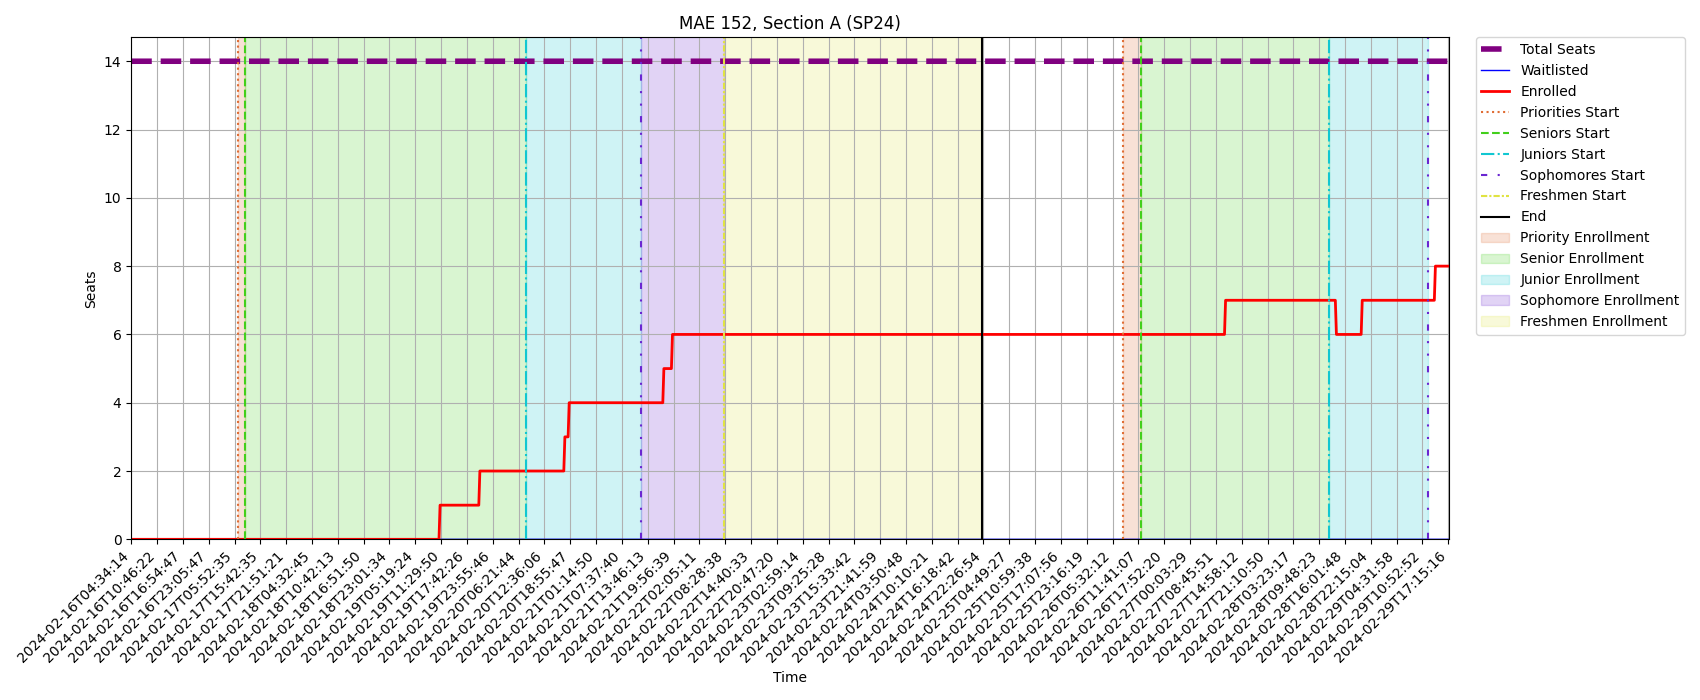 MAE 152, Section A (SP24)
Seats
14
12
10
8
6
4
2
0
2024-02-16T04:34:14
2024-02-16T10:46:22
2024-02-16T16:54:47
2024-02-16T23:05:47
2024-02-17T05:52:35
2024-02-17T15:42:35
2024-02-17T21:51:21
2024-02-18T04:32:45
2024-02-18T10:42:13
2024-02-18T16:51:50
2024-02-18T23:01:34
2024-02-19T05:19:24
2024-02-19T11:29:50
2024-02-19T17:42:26
2024-02-19T23:55:46
2024-02-20T06:21:44
2024-02-20T12:36:06
2024-02-20T18:55:47
2024-02-21T01:14:50
2024-02-21T07:37:40
2024-02-21T13:46:13
2024-02-21T19:56:39
2024-02-22T02:05:11
2024-02-22T08:28:38
2024-02-22T14:40:33
2024-02-22T20:47:20
2024-02-23T02:59:14
2024-02-23T09:25:28
2024-02-23T15:33:42
2024-02-23T21:41:59
2024-02-24T03:50:48
2024-02-24T10:10:21
2024-02-24T16:18:42
2024-02-24T22:26:54
2024-02-25T04:49:27
2024-02-25T10:59:38
2024-02-25T17:07:56
2024-02-25T23:16:19
2024-02-26T05:32:12
2024-02-26T11:41:07
2024-02-26T17:52:20
2024-02-27T00:03:29
2024-02-27T08:45:51
2024-02-27T14:58:12
2024-02-27T21:10:50
2024-02-28T03:23:17
2024-02-28T09:48:23
2024-02-28T16:01:48
2024-02-28T22:15:04
2024-02-29T04:31:58
2024-02-29T10:52:52
2024-02-29T17:15:16
Time
Total Seats
Waitlisted
Enrolled
Priorities Start
Seniors Start
Juniors Start
Sophomores Start
Freshmen Start
End
Priority Enrollment
Senior Enrollment
Junior Enrollment
Sophomore Enrollment
Freshmen Enrollment